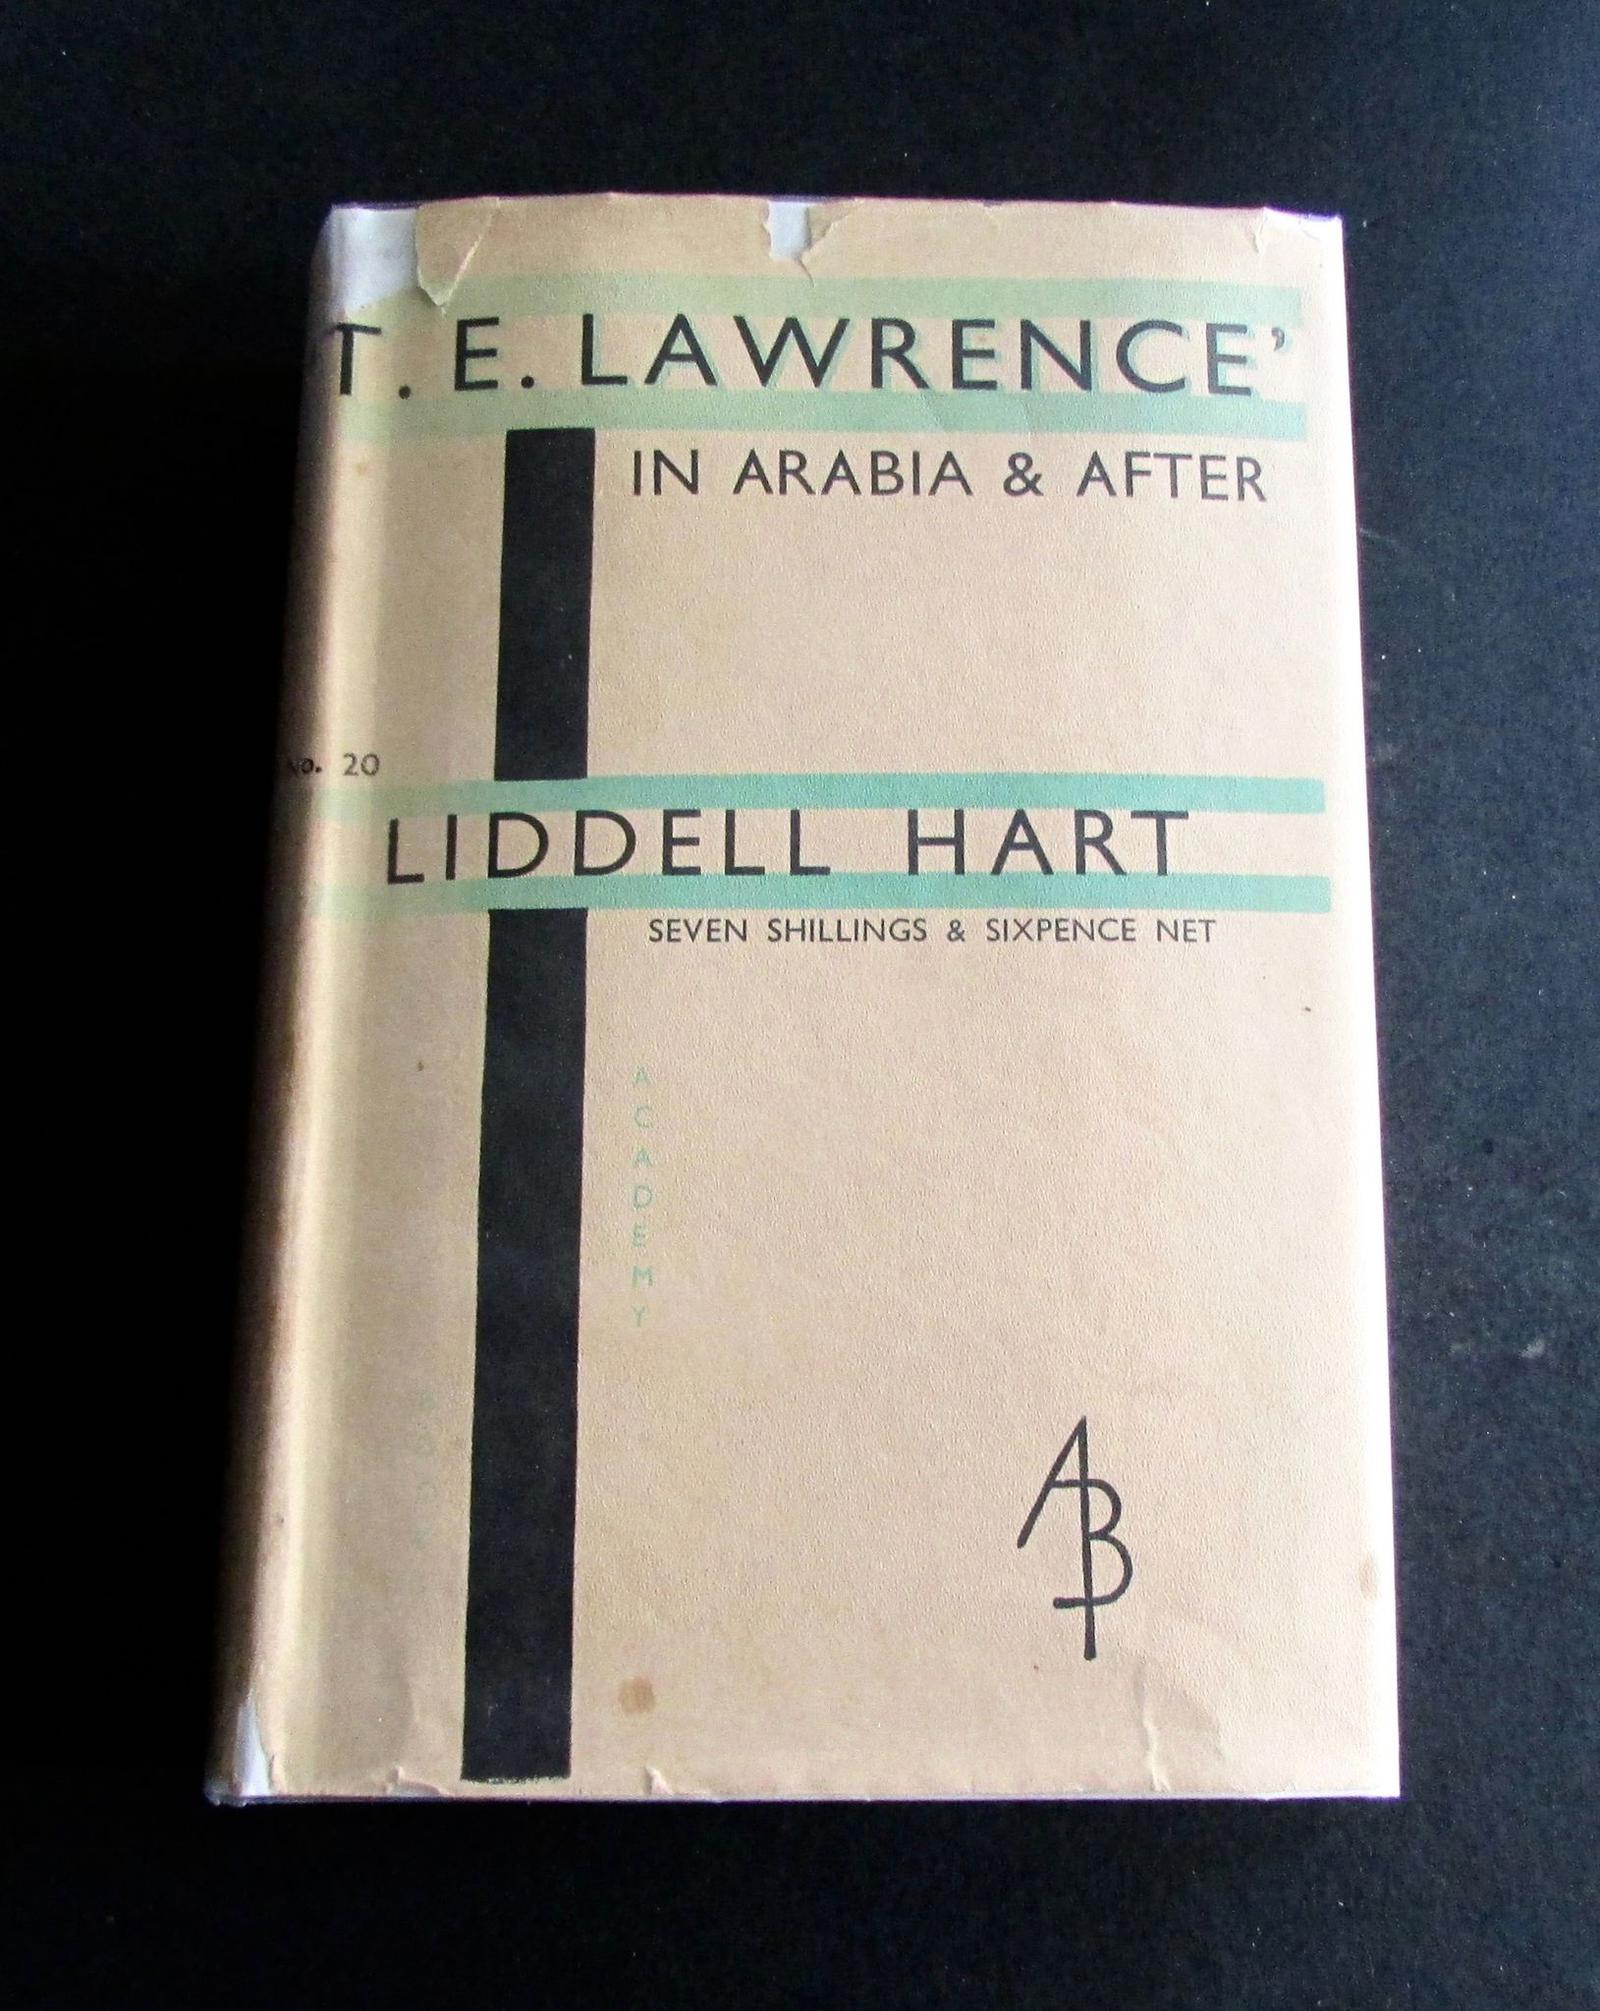 T. E. LAWRENCE’
IN ARABIA & AFTER
No. 20
LIDDELL HART
SEVEN SHILLINGS & SIXPENCE NET
ACADEMY
AB